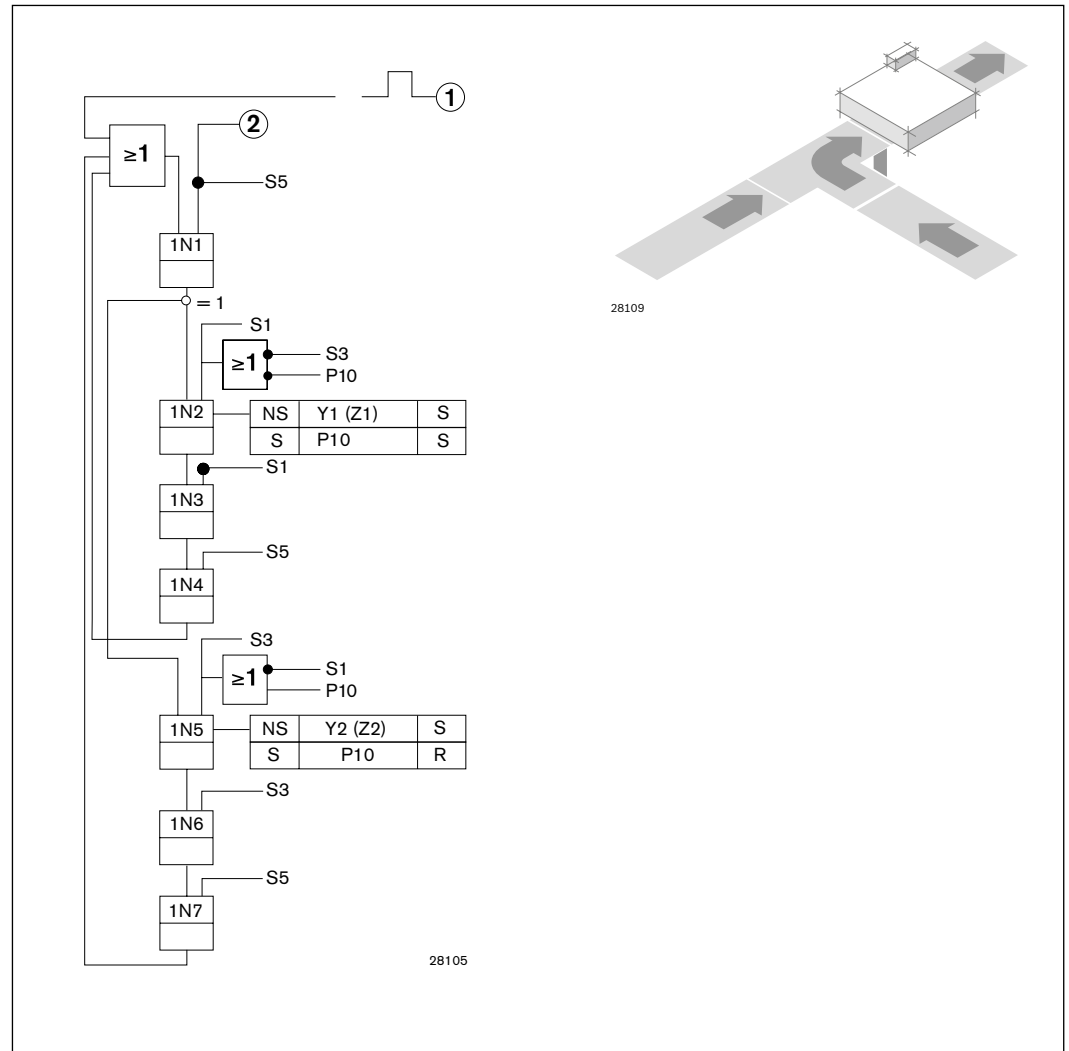 1
2
≥1
S5
1N1
= 1
S1
≥1
S3
P10
1N2
NS Y1 (Z1) S
S P10 S
S1
1N3
S5
1N4
S3
≥1
S1
P10
1N5
NS Y2 (Z2) S
S P10 R
S3
1N6
S5
1N7
28105
28109